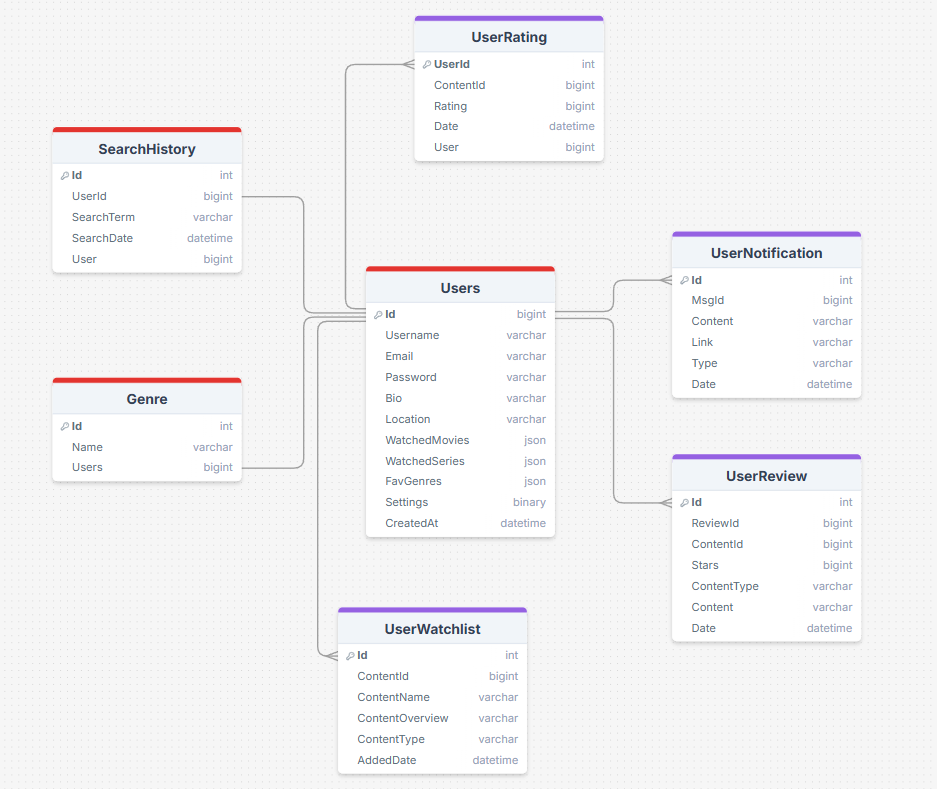 UserRating
UserId int
ContentId bigint
Rating bigint
Date datetime
User bigint
SearchHistory
Id int
UserId bigint
SearchTerm varchar
SearchDate datetime
User bigint
Users
Id bigint
Username varchar
Email varchar
Password varchar
Bio varchar
Location varchar
WatchedMovies json
WatchedSeries json
FavGenres json
Settings binary
CreatedAt datetime
UserNotification
Id int
MsgId bigint
Content varchar
Link varchar
Type varchar
Date datetime
Genre
Id int
Name varchar
Users bigint
UserReview
Id int
ReviewId bigint
ContentId bigint
Stars bigint
ContentType varchar
Content varchar
Date datetime
UserWatchlist
Id int
ContentId bigint
ContentName varchar
ContentOverview varchar
ContentType varchar
AddedDate datetime